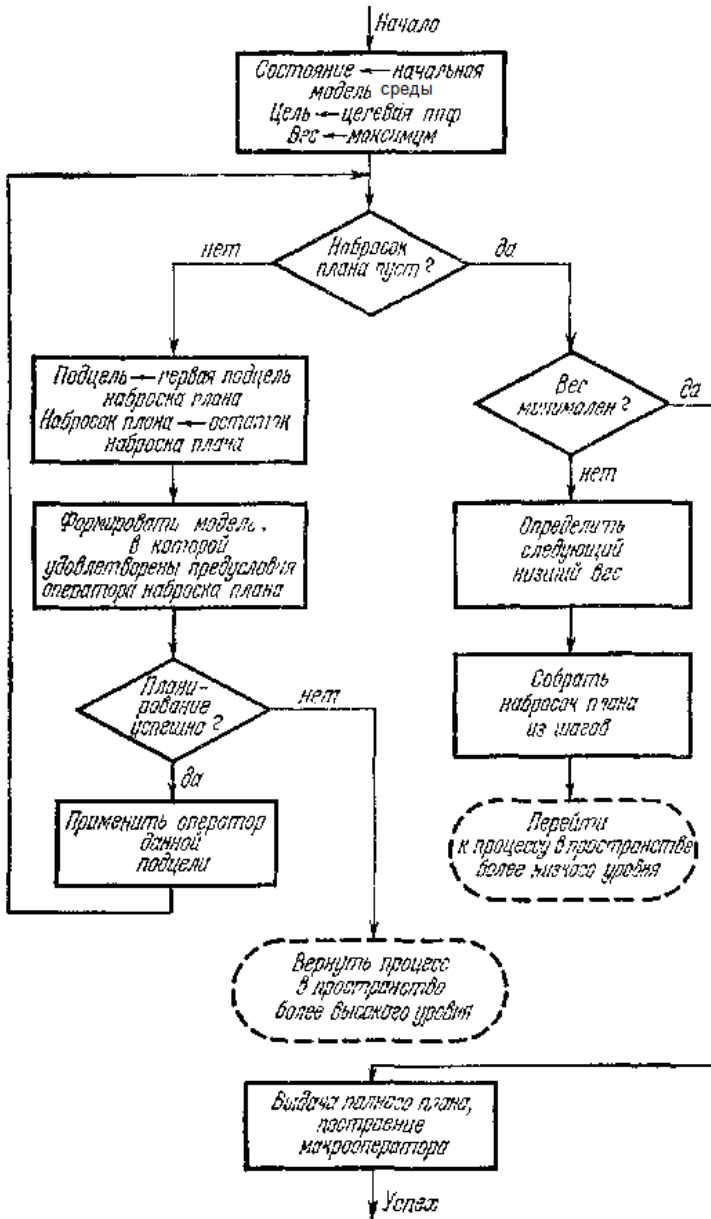 Начало
Состояние ← начальная
модель среды
Цель ← целевая ппф
Вес ← максимум
Набросок
плана пуст?
нет
да
Подцель ← первая подцель
наброска плана
Набросок плана ← остаток
наброска плана
Вес
минимален?
да
нет
Формировать модель,
в которой
удовлетворены предусловия
оператора наброска плана
Определить
следующий
низший вес
Плани-
рование
успешно?
нет
да
Собрать
набросок плана
из шагов
Применить оператор
данной
подцели
Перейти
к процессу в пространстве
более низкого уровня
Вернуть процесс
в пространство
более высокого уровня
Выдача полного плана,
построение
макрооператора
Успех